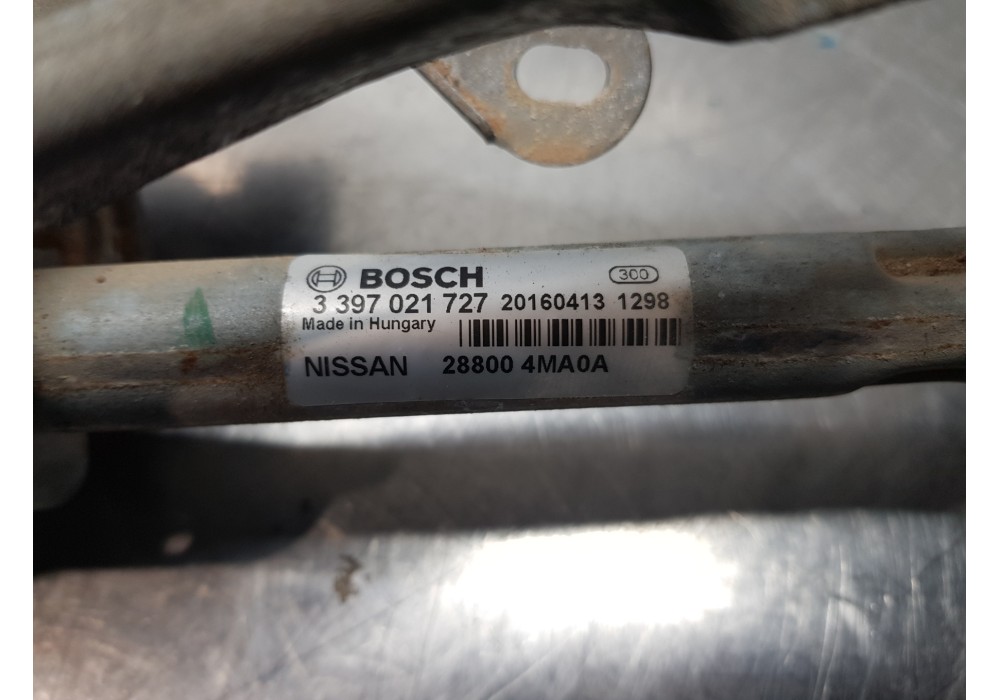 BOSCH 300
3 397 021 727 20160413 1298
Made in Hungary
NISSAN 28800 4MA0A